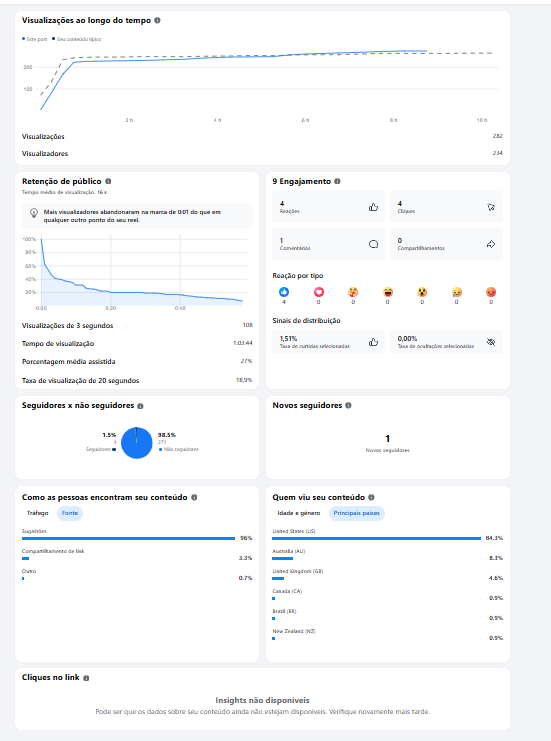 Visualizações ao longo do tempo
Este post Seu conteúdo típico
200
100
2 h 4 h 6 h 8 h 10 h
Visualizações 282
Visualizadores 234
Retenção de público
Tempo médio de visualização: 16 s
Mais visualizadores abandonaram na marca de 0:01 do que em
qualquer outro ponto do seu reel.
100%
80%
60%
40%
20%
0:00 0:20 0:40
Visualizações de 3 segundos 108
Tempo de visualização 1:03:44
Porcentagem média assistida 27%
Taxa de visualização de 20 segundos 18,9%
9 Engajamento
4 4
Reações Cliques
1 0
Comentários Compartilhamentos
Reação por tipo
4 0 0 0 0 0 0
Sinais de distribuição
1,51% 0,00%
Taxa de curtidas selecionadas Taxa de ocultações selecionadas
Seguidores x não seguidores
1.5% 98.5%
4 271
Seguidores Não seguidores
Novos seguidores
1
Novos seguidores
Como as pessoas encontram seu conteúdo
Tráfego Fonte
Sugestões
96%
Compartilhamento de link
3.3%
Outro
0.7%
Quem viu seu conteúdo
Idade e gênero Principais países
United States (US)
84.3%
Australia (AU)
8.3%
United Kingdom (GB)
4.6%
Canada (CA)
0.9%
Brazil (BR)
0.9%
New Zealand (NZ)
0.9%
Cliques no link
Insights não disponíveis
Pode ser que os dados sobre seu conteúdo ainda não estejam disponíveis. Verifique novamente mais tarde.